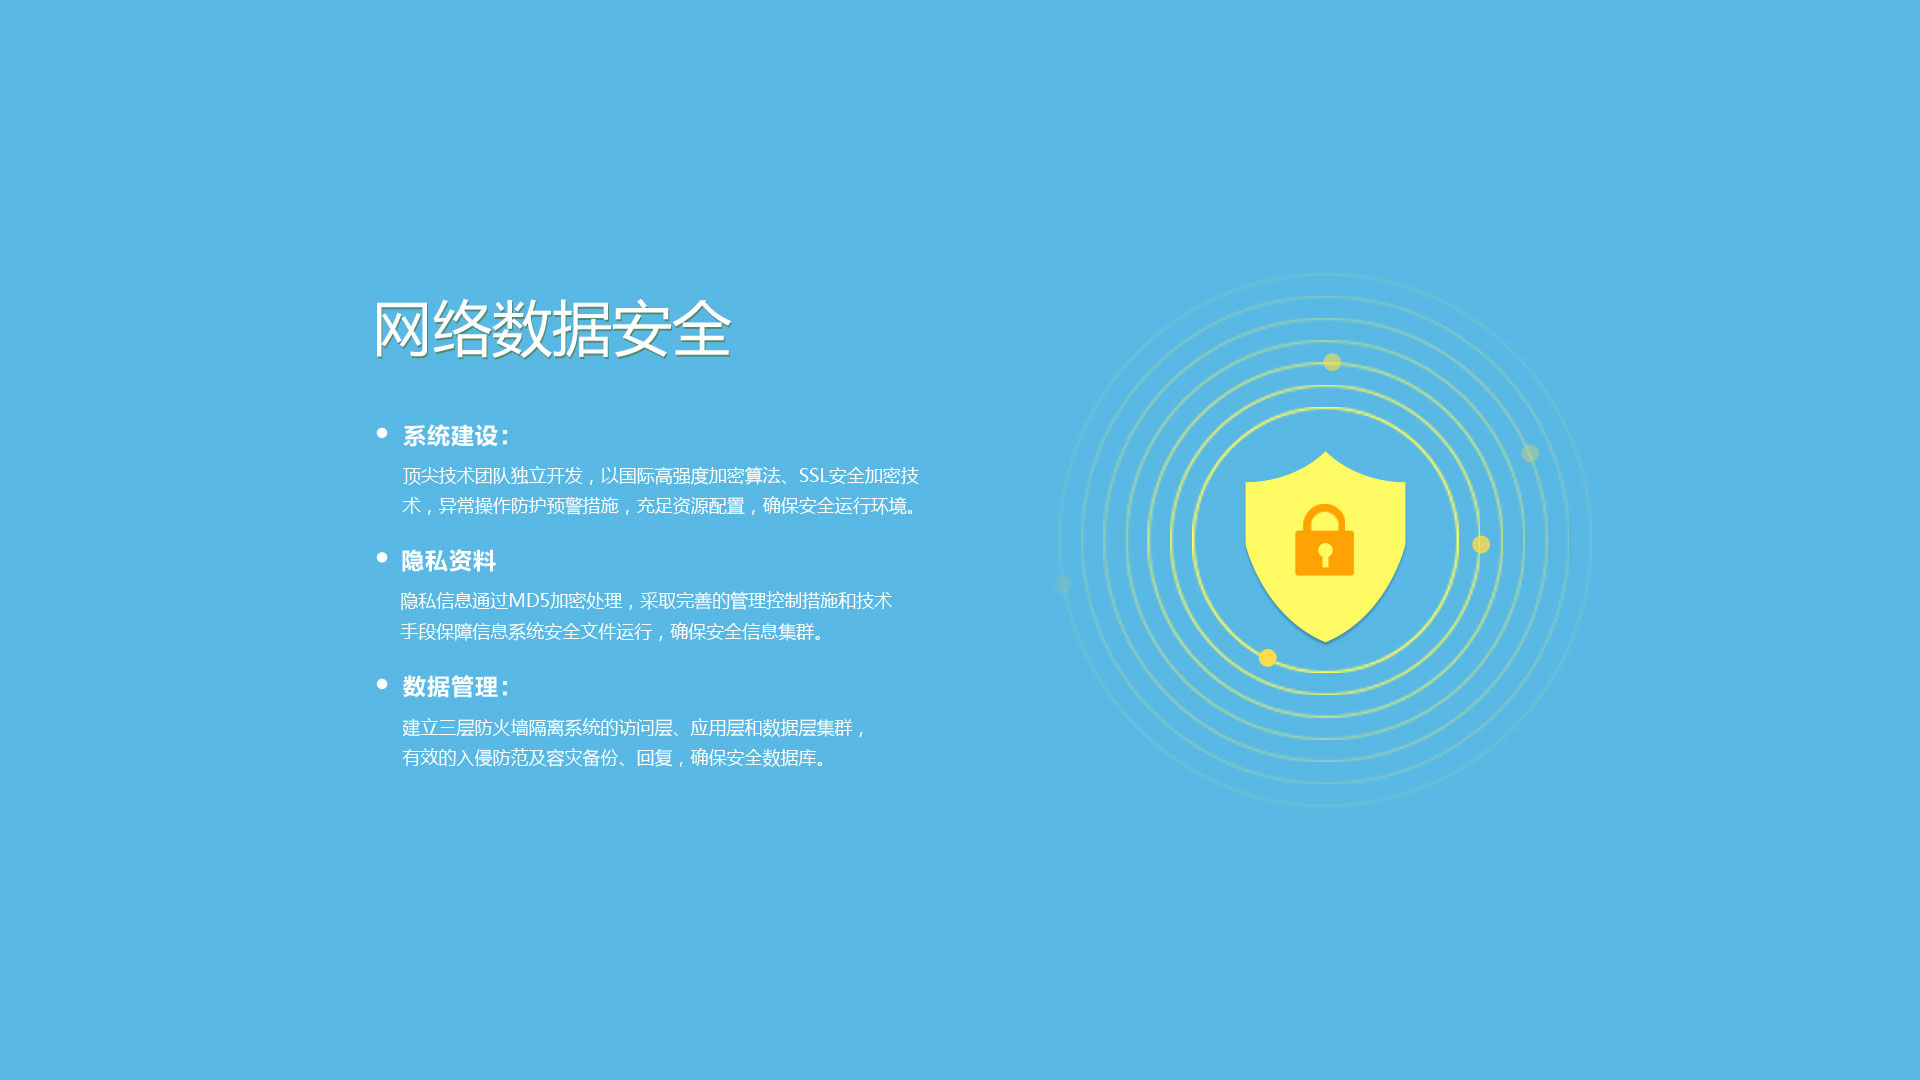 网络数据安全
系统建设：
顶尖技术团队独立开发，以国际高强度加密算法、SSL安全加密技
术，异常操作防护预警措施，充足资源配置，确保安全运行环境。
隐私资料
隐私信息通过MD5加密处理，采取完善的管理控制措施和技术
手段保障信息系统安全文件运行，确保安全信息集群。
数据管理：
建立三层防火墙隔离系统的访问层、应用层和数据层集群，
有效的入侵防范及容灾备份、回复，确保安全数据库。